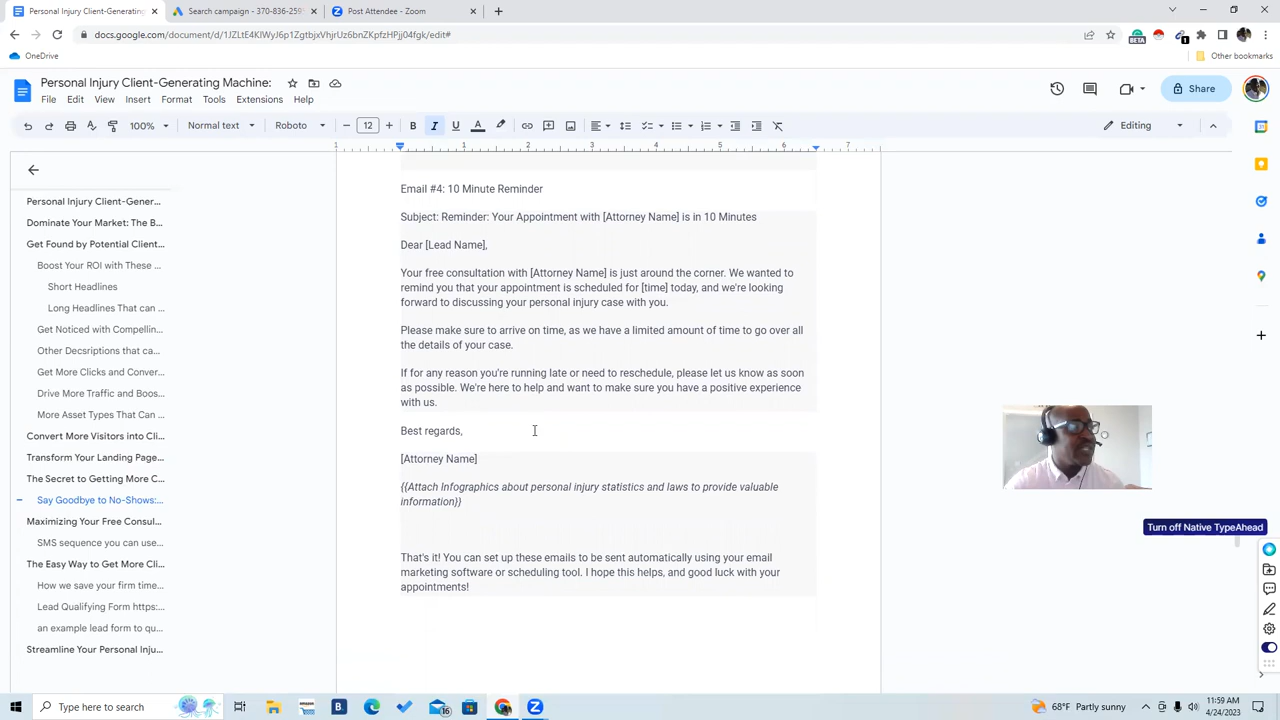 Personal Injury Client-Generating
Search campaign - 370-836-259
Post Attendee - Zoom
docs.google.com/document/d/1JZLtE4KlWyJ6p1ZgtbjxVhjrUz6bnZKpfzHPjj04fgk/edit#
OneDrive
Other bookmarks
Personal Injury Client-Generating Machine:
File Edit View Insert Format Tools Extensions Help
Share
100%
Normal text
Roboto
12
Editing
1 1 2 3 4 5 6 7
Personal Injury Client-Gener...
Dominate Your Market: The B...
Get Found by Potential Client...
Boost Your ROI with These ...
Short Headlines
Long Headlines That can ...
Get Noticed with Compellin...
Other Decsriptions that ca...
Get More Clicks and Conver...
Drive More Traffic and Boos...
More Asset Types That Can ...
Convert More Visitors into Cli...
Transform Your Landing Page...
The Secret to Getting More C...
Say Goodbye to No-Shows:...
Maximizing Your Free Consul...
SMS sequence you can use...
The Easy Way to Get More Cl...
How we save your firm time...
Lead Qualifying Form https:...
an example lead form to qu...
Streamline Your Personal Inju...
Email #4: 10 Minute Reminder
Subject: Reminder: Your Appointment with [Attorney Name] is in 10 Minutes
Dear [Lead Name],
Your free consultation with [Attorney Name] is just around the corner. We wanted to
remind you that your appointment is scheduled for [time] today, and we're looking
forward to discussing your personal injury case with you.
Please make sure to arrive on time, as we have a limited amount of time to go over all
the details of your case.
If for any reason you're running late or need to reschedule, please let us know as soon
as possible. We're here to help and want to make sure you have a positive experience
with us.
Best regards,
[Attorney Name]
{{Attach Infographics about personal injury statistics and laws to provide valuable
information}}
That's it! You can set up these emails to be sent automatically using your email
marketing software or scheduling tool. I hope this helps, and good luck with your
appointments!
Turn off Native TypeAhead
Type here to search
16
68°F Partly sunny
11:59 AM
4/24/2023